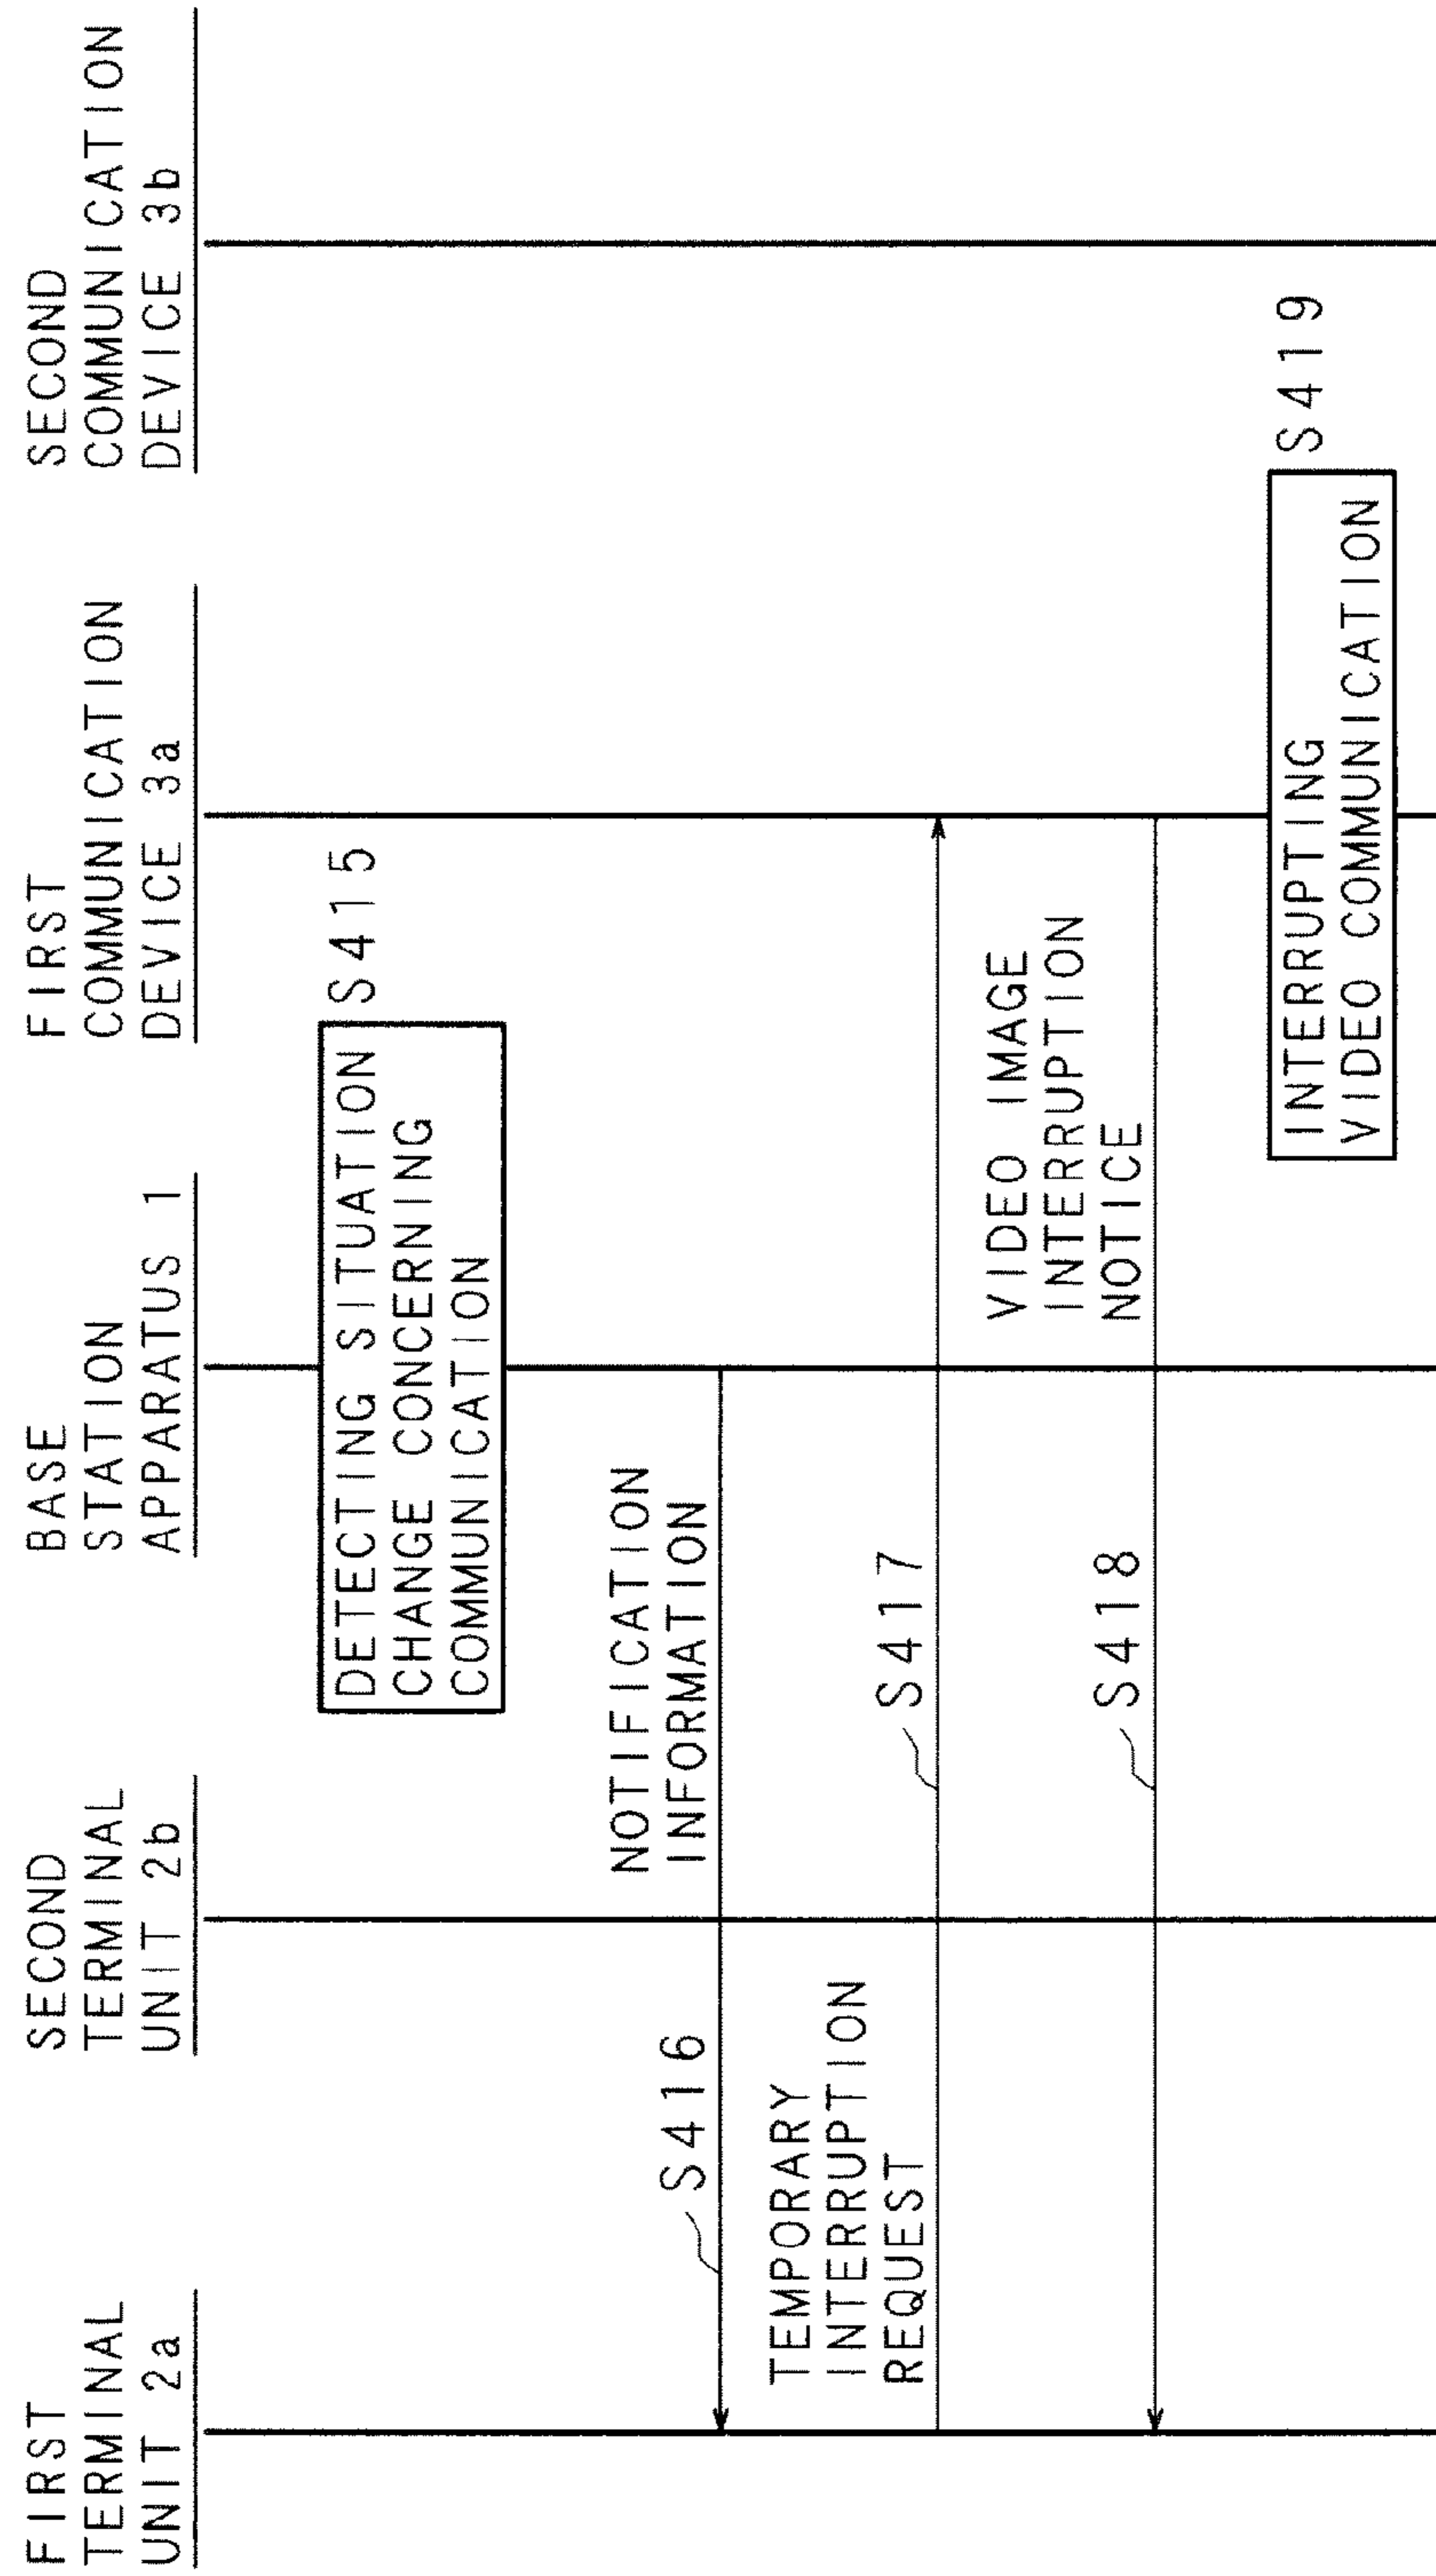 FIRST
TERMINAL
UNIT 2a
SECOND
TERMINAL
UNIT 2b
BASE
STATION
APPARATUS 1
FIRST
COMMUNICATION
DEVICE 3a
SECOND
COMMUNICATION
DEVICE 3b
DETECTING SITUATION
CHANGE CONCERNING
COMMUNICATION
S415
NOTIFICATION
INFORMATION
S416
TEMPORARY
INTERRUPTION
REQUEST
S417
VIDEO IMAGE
INTERRUPTION
NOTICE
S418
INTERRUPTING
VIDEO COMMUNICATION
S419